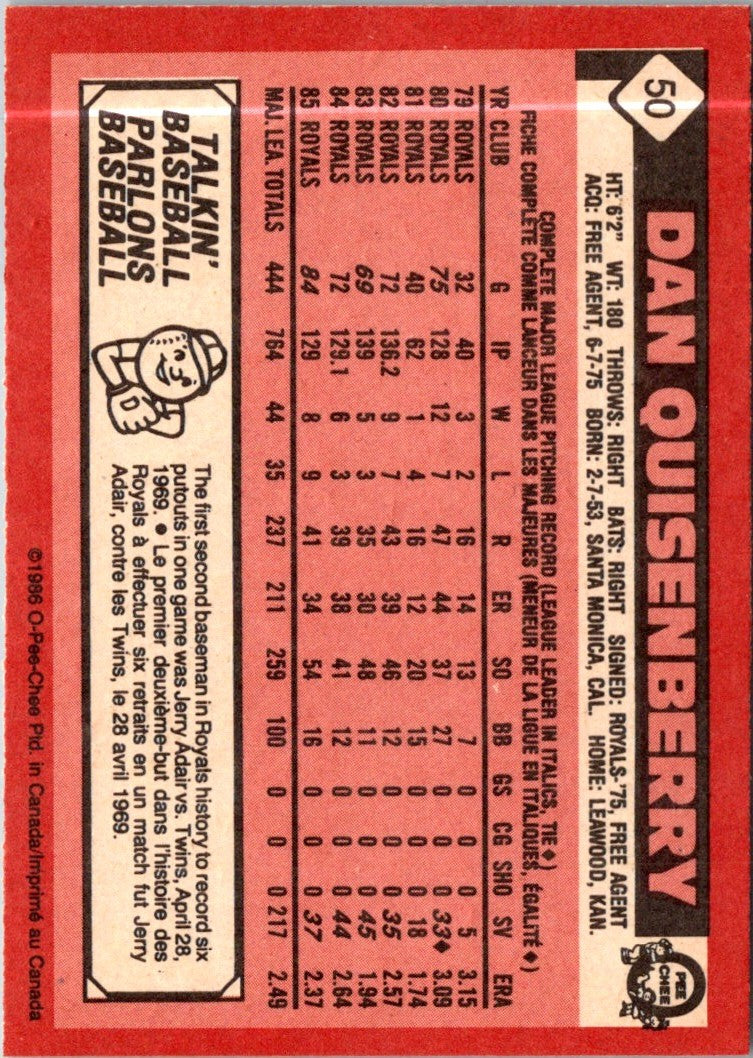 50
DAN QUISENBERRY
O
PEE
CHEE
HT: 6'2" WT: 180 THROWS: RIGHT BATS: RIGHT SIGNED: ROYALS-'75, FREE AGENT
ACQ: FREE AGENT, 6-7-75 BORN: 2-7-53, SANTA MONICA, CAL. HOME: LEAWOOD, KAN.
COMPLETE MAJOR LEAGUE PITCHING RECORD (LEAGUE LEADER IN ITALICS, TIE ♦)
FICHE COMPLÈTE COMME LANCEUR DANS LES MAJEURES (MENEUR DE LA LIGUE EN ITALIQUES, ÉGALITÉ ♦)
YR CLUB G IP W L R ER SO BB GS CG SHO SV ERA
79 ROYALS 32 40 3 2 16 14 13 7 0 0 0 5 3.15
80 ROYALS 75 128 12 7 47 44 37 27 0 0 0 33♦ 3.09
81 ROYALS 40 62 1 4 16 12 20 15 0 0 0 18 1.74
82 ROYALS 72 136.2 9 7 43 39 46 12 0 0 0 35 2.57
83 ROYALS 69 139 5 3 35 30 48 11 0 0 0 45 1.94
84 ROYALS 72 129.1 6 3 39 38 41 12 0 0 0 44 2.64
85 ROYALS 84 129 8 9 41 34 54 16 0 0 0 37 2.37
MAJ. LEA. TOTALS 444 764 44 35 237 211 259 100 0 0 0 217 2.49
TALKIN'
BASEBALL
PARLONS
BASEBALL
The first second baseman in Royals history to record six
putouts in one game was Jerry Adair vs. Twins, April 28,
1969. ● Le premier deuxième-but dans l'histoire des
Royals à effectuer six retraits en un match fut Jerry
Adair, contre les Twins, le 28 avril 1969.
©1986 O-Pee-Chee Ptd. in Canada/Imprimé au Canada